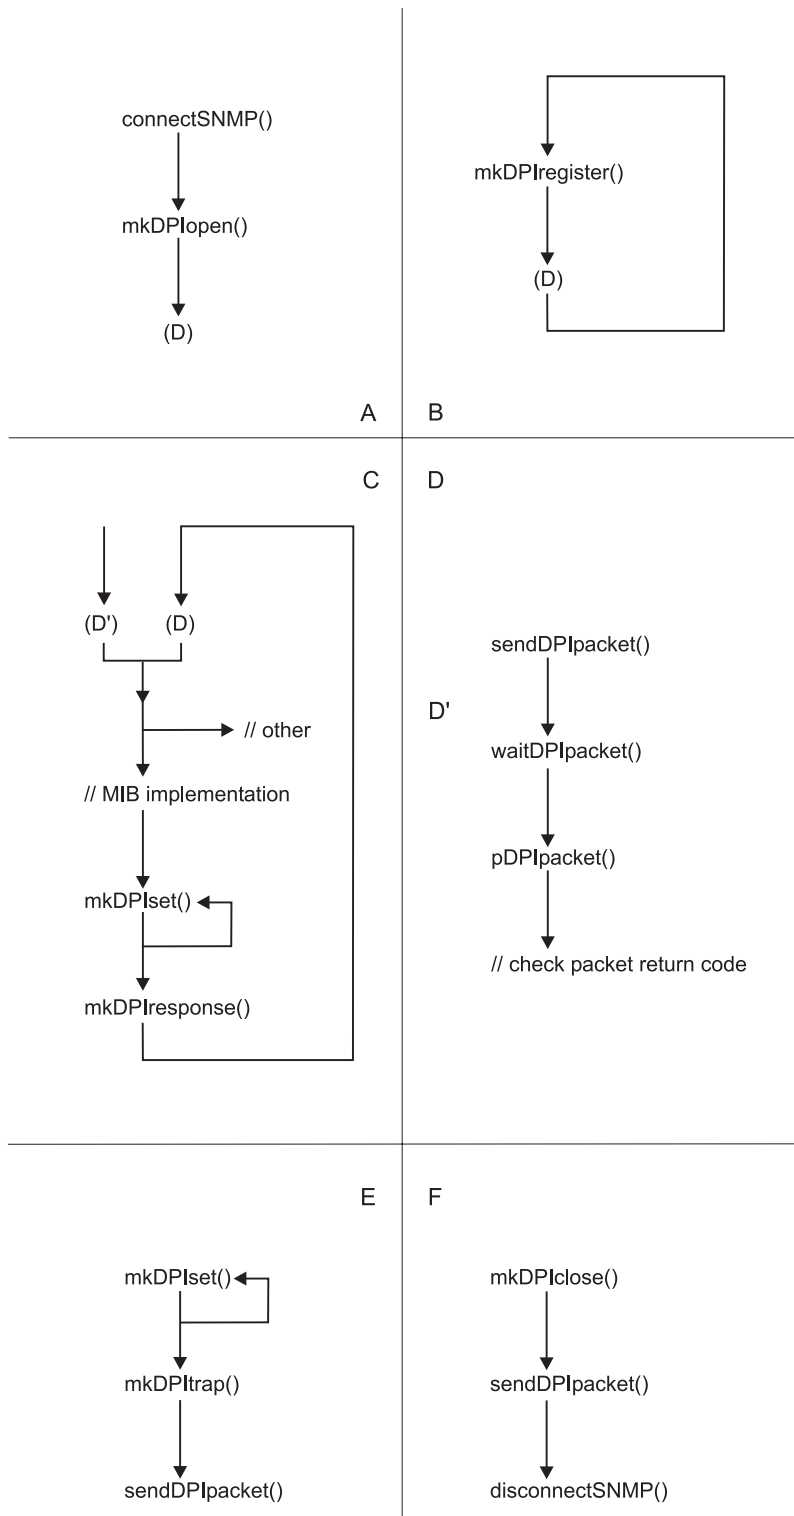 connectSNMP()
mkDPIopen()
(D)
A
mkDPIregister()
(D)
B
C
(D') (D)
// other
// MIB implementation
mkDPIset()
mkDPIresponse()
D
sendDPIpacket()
D'
waitDPIpacket()
pDPIpacket()
// check packet return code
E
mkDPIset()
mkDPItrap()
sendDPIpacket()
F
mkDPIclose()
sendDPIpacket()
disconnectSNMP()